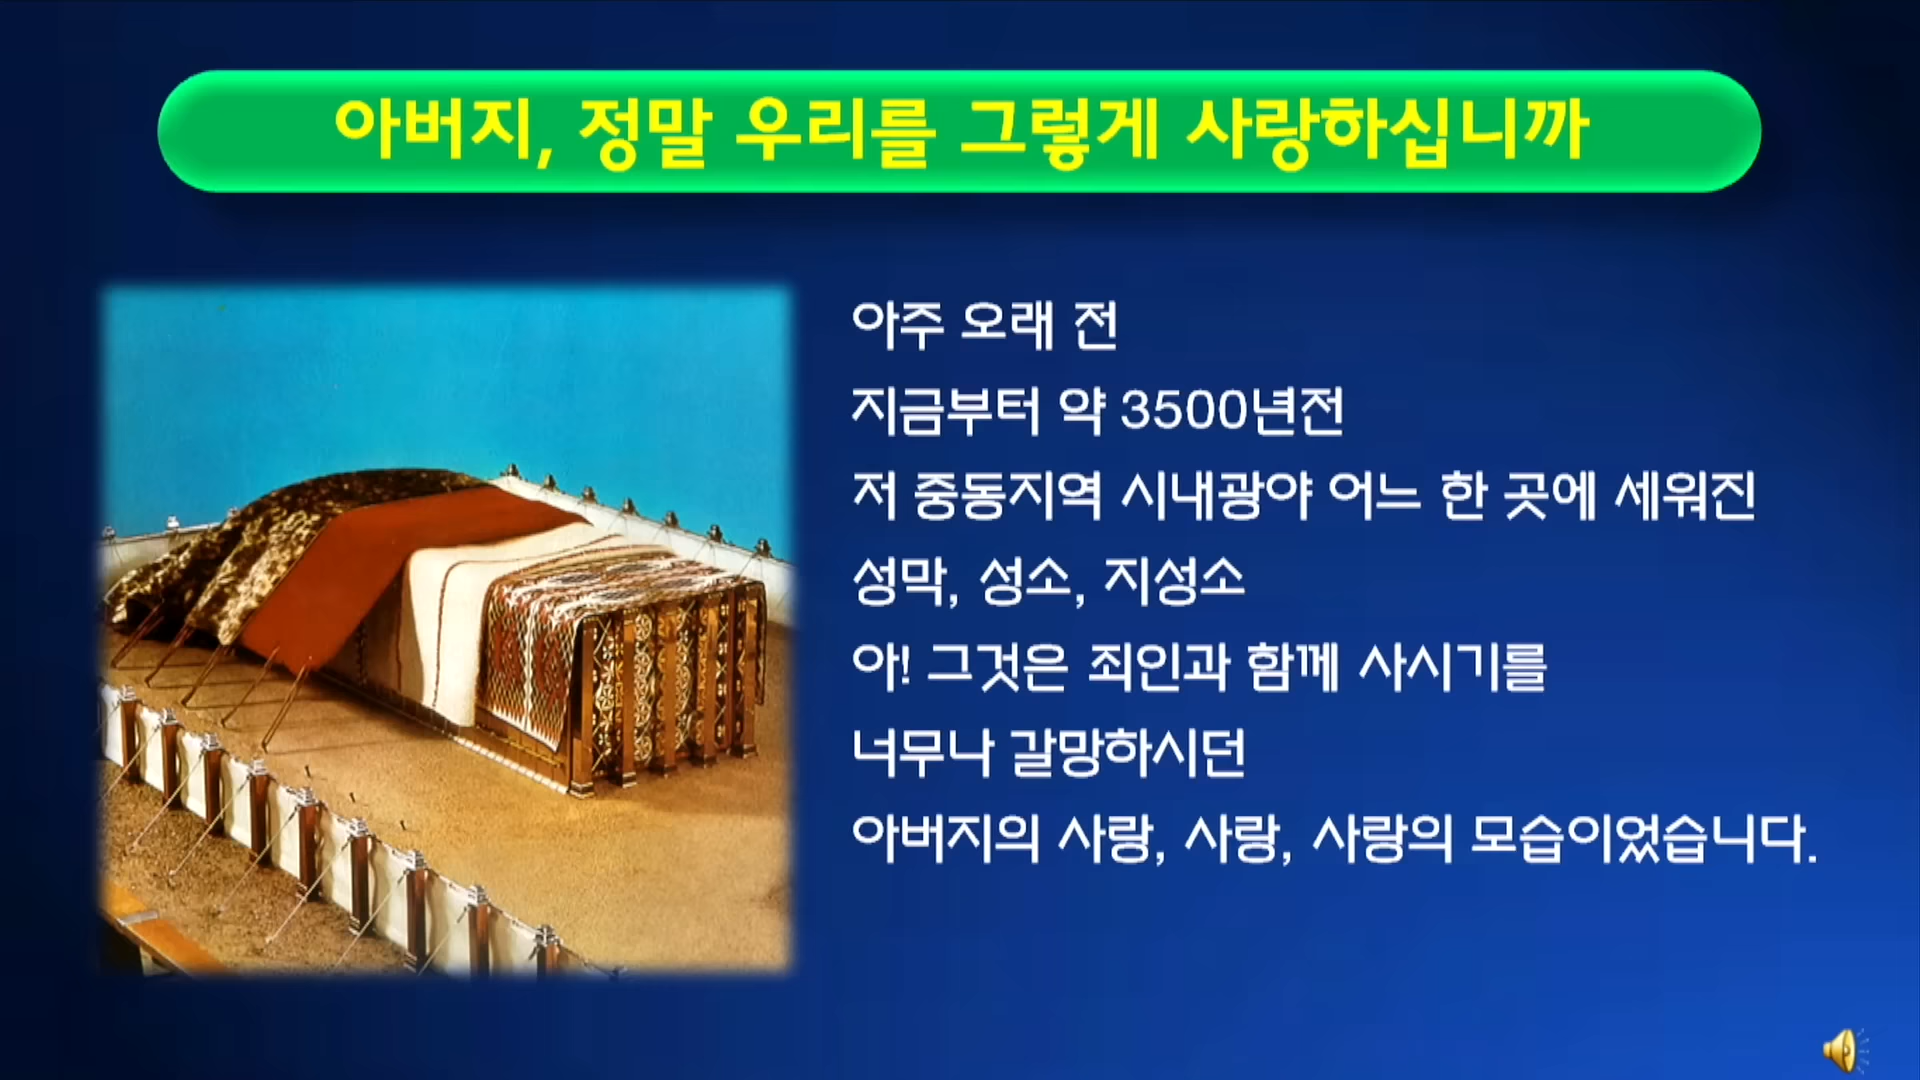 아버지, 정말 우리를 그렇게 사랑하십니까
아주 오래 전
지금부터 약 3500년전
저 중동지역 시내광야 어느 한 곳에 세워진
성막, 성소, 지성소
아! 그것은 죄인과 함께 사시기를
너무나 갈망하시던
아버지의 사랑, 사랑, 사랑의 모습이었습니다.